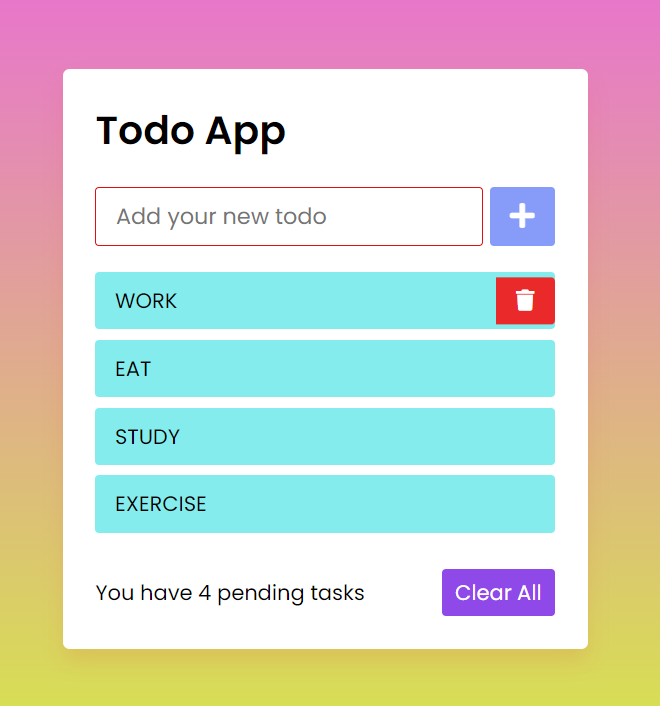 Todo App
Add your new todo
WORK
EAT
STUDY
EXERCISE
You have 4 pending tasks
Clear All